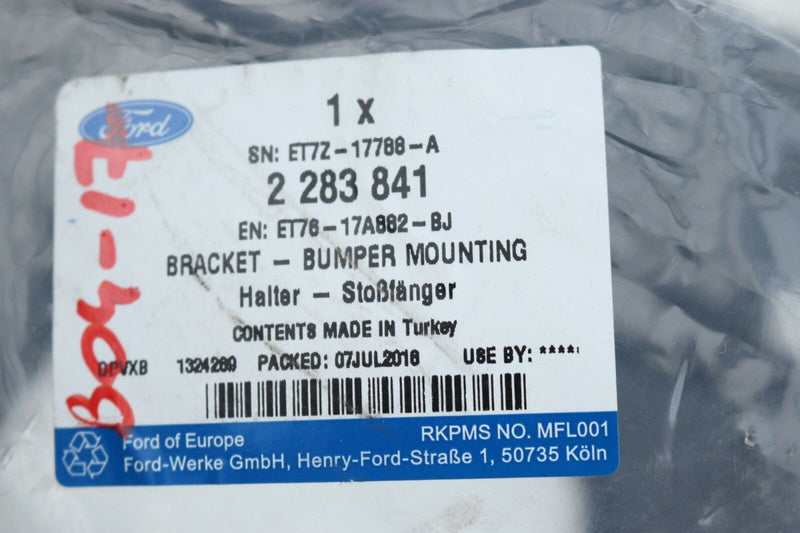 Ford
1 x
SN: ET7Z-17788-A
2 283 841
EN: ET76-17A882-BJ
BRACKET - BUMPER MOUNTING
Halter - Stoßfänger
CONTENTS MADE IN Turkey
DPVXB 1324289 PACKED: 07JUL2016 USE BY: ****
Ford of Europe
RKPMS NO. MFL001
Ford-Werke GmbH, Henry-Ford-Straße 1, 50735 Köln